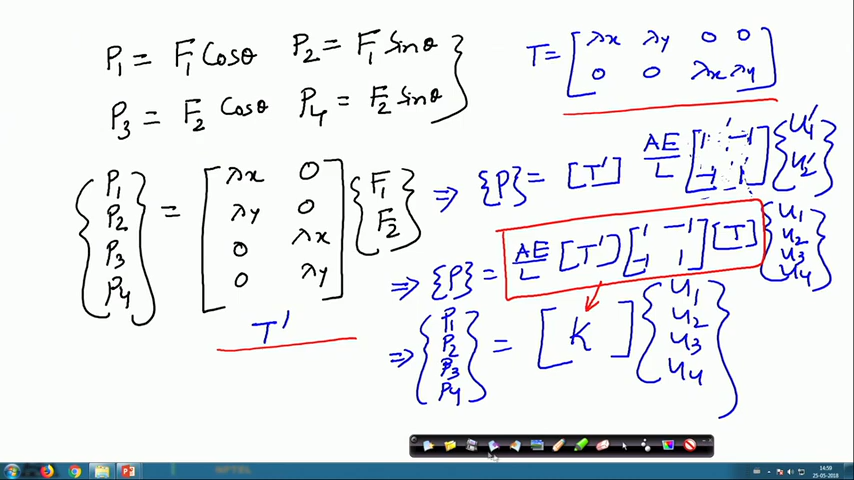 P₁ = F₁ Cosθ P₂ = F₁ Sinθ
P₃ = F₂ Cosθ P₄ = F₂ Sinθ
T = [λx λy 0 0
0 0 λx λy]
{P₁ P₂ P₃ P₄} = [λx 0
λy 0
0 λx
0 λy] {F₁ F₂}
T'
⇒ {P} = [T'] AE/L [1 -1
-1 1] {u₁' u₂'}
⇒ {P} = AE/L [T'] [1 -1
-1 1] [T] {u₁ u₂ u₃ u₄}
⇒ {P₁ P₂ P₃ P₄} = [K] {u₁ u₂ u₃ u₄}
NPTEL
14:59
25-05-2018